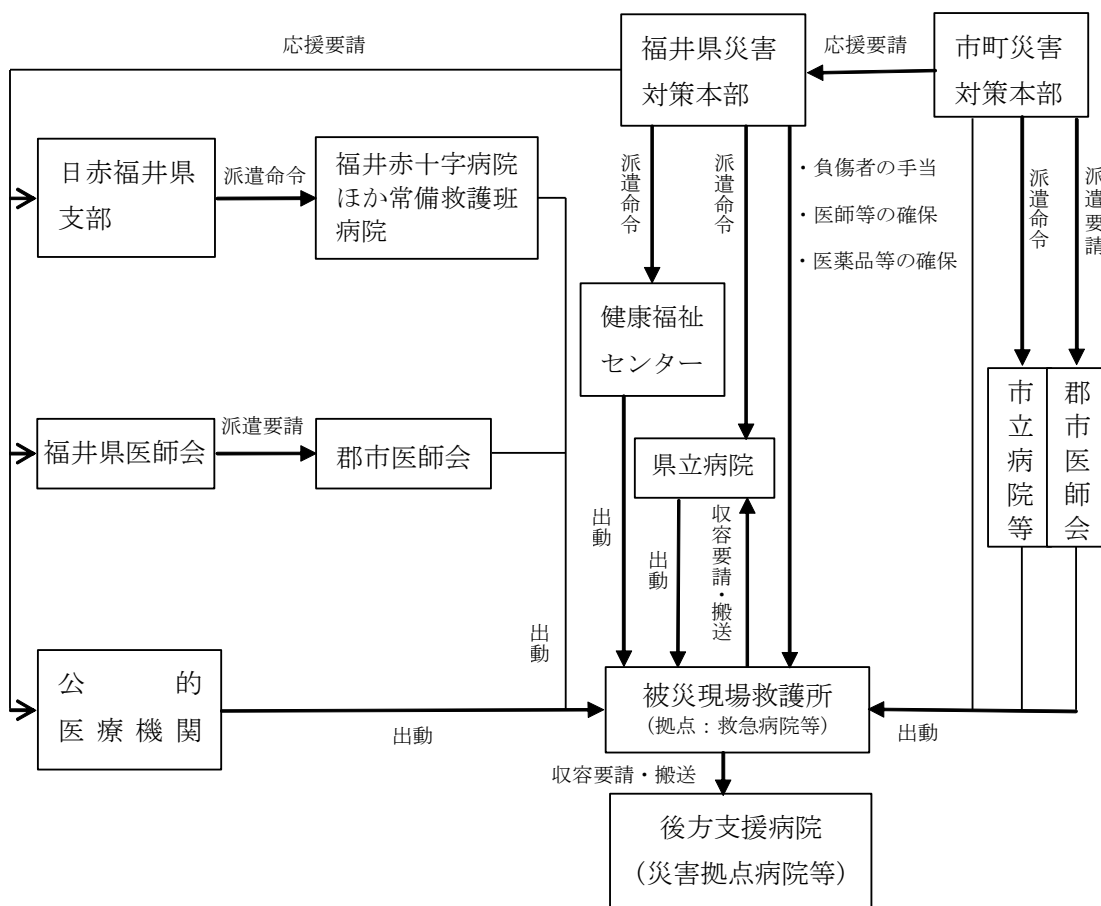 応援要請
福井県災害
対策本部
応援要請
市町災害
対策本部
日赤福井県
支部
派遣命令
福井赤十字病院
ほか常備救護班
病院
派遣命令
派遣命令
・負傷者の手当
・医師等の確保
・医薬品等の確保
派遣命令
派遣要請
健康福祉
センター
福井県医師会
派遣要請
郡市医師会
県立病院
市立病院等
郡市医師会
出動
出動
収容要請・搬送
出動
公的
医療機関
出動
被災現場救護所
(拠点：救急病院等)
出動
収容要請・搬送
後方支援病院
（災害拠点病院等）